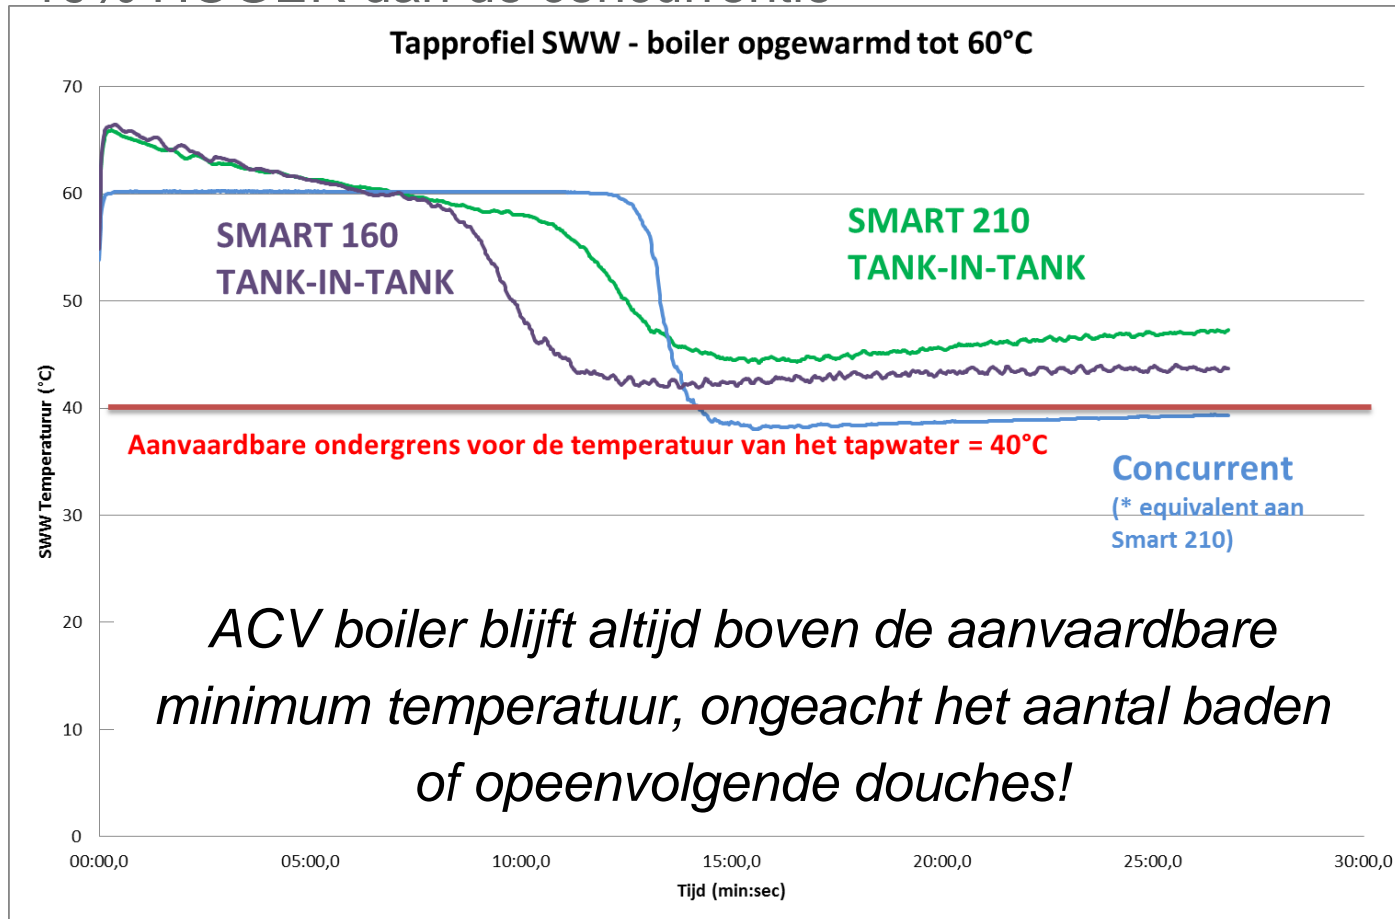 Tapprofiel SWW - boiler opgewarmd tot 60°C
70
60
50
40
30
20
10
0
SWW Temperaturur (°C)
SMART 160
TANK-IN-TANK
SMART 210
TANK-IN-TANK
Aanvaardbare ondergrens voor de temperatuur van het tapwater = 40°C
Concurrent
(* equivalent aan
Smart 210)
ACV boiler blijft altijd boven de aanvaardbare
minimum temperatuur, ongeacht het aantal baden
of opeenvolgende douches!
00:00,0
05:00,0
10:00,0
15:00,0
20:00,0
25:00,0
30:00,0
Tijd (min:sec)